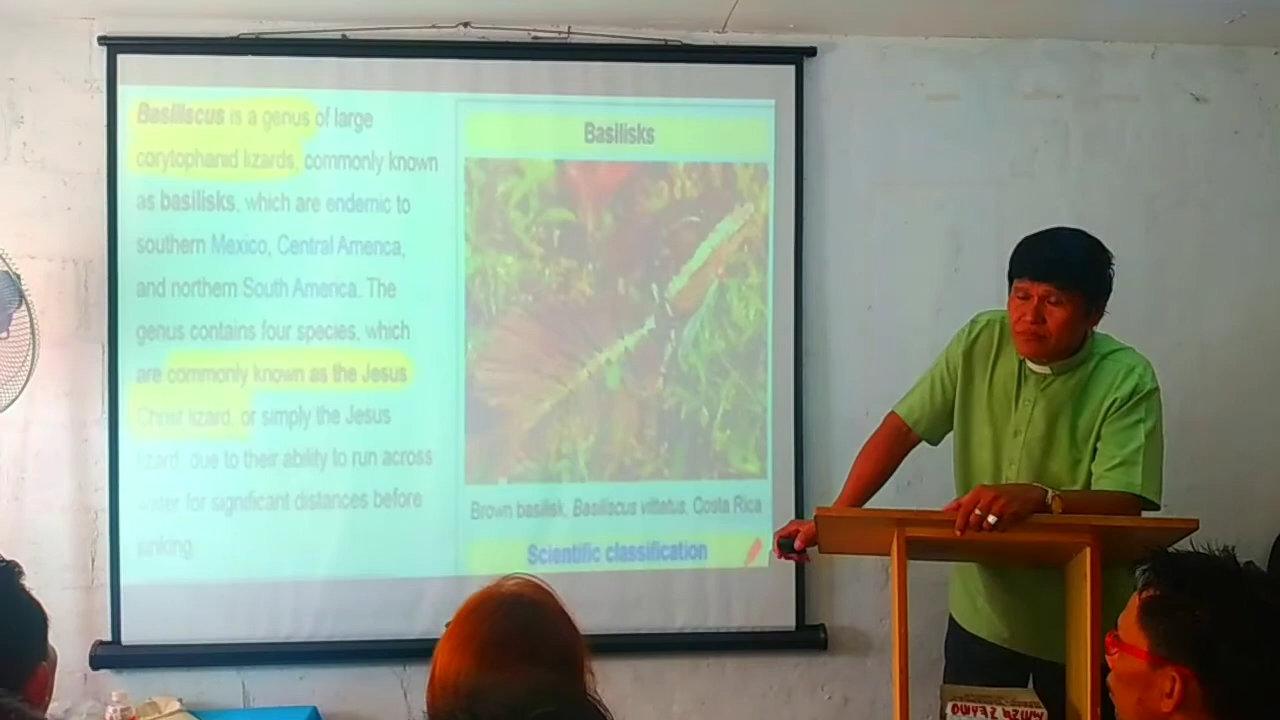 Basiliscus is a genus of large
corytophanid lizards, commonly known
as basilisks, which are endemic to
southern Mexico, Central America,
and northern South America. The
genus contains four species, which
are commonly known as the Jesus
Christ lizard, or simply the Jesus
lizard, due to their ability to run across
water for significant distances before
sinking.
Basilisks
Brown basilisk, Basiliscus vittatus, Costa Rica
Scientific classification